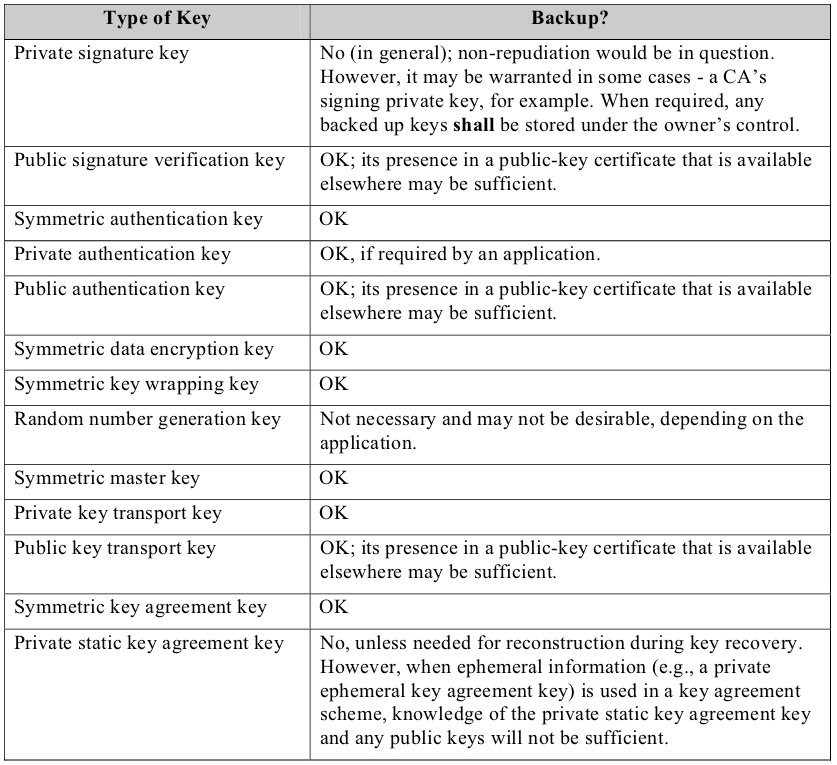 Type of Key
Backup?
Private signature key
No (in general); non-repudiation would be in question.
However, it may be warranted in some cases - a CA's
signing private key, for example. When required, any
backed up keys shall be stored under the owner's control.
Public signature verification key
OK; its presence in a public-key certificate that is available
elsewhere may be sufficient.
Symmetric authentication key
OK
Private authentication key
OK, if required by an application.
Public authentication key
OK; its presence in a public-key certificate that is available
elsewhere may be sufficient.
Symmetric data encryption key
OK
Symmetric key wrapping key
OK
Random number generation key
Not necessary and may not be desirable, depending on the
application.
Symmetric master key
OK
Private key transport key
OK
Public key transport key
OK; its presence in a public-key certificate that is available
elsewhere may be sufficient.
Symmetric key agreement key
OK
Private static key agreement key
No, unless needed for reconstruction during key recovery.
However, when ephemeral information (e.g., a private
ephemeral key agreement key) is used in a key agreement
scheme, knowledge of the private static key agreement key
and any public keys will not be sufficient.